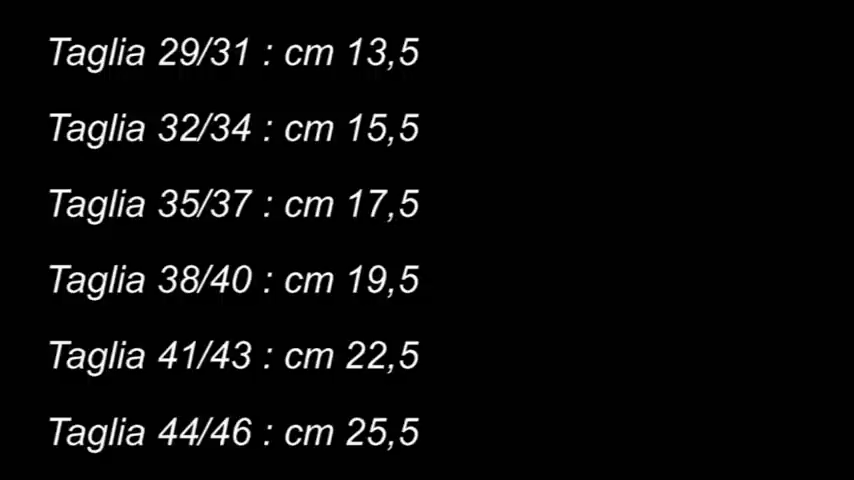 Taglia 29/31 : cm 13,5
Taglia 32/34 : cm 15,5
Taglia 35/37 : cm 17,5
Taglia 38/40 : cm 19,5
Taglia 41/43 : cm 22,5
Taglia 44/46 : cm 25,5